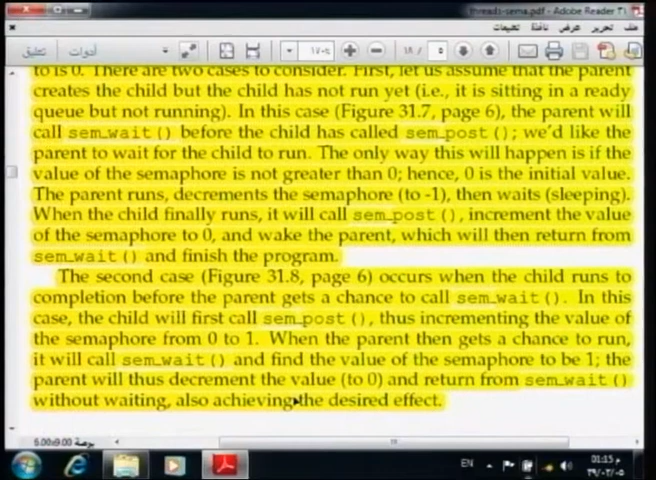 threads-sema.pdf - Adobe Reader
ملف تحرير عرض نافذة تعليمات
تعليق أدوات
to is 0. There are two cases to consider. First, let us assume that the parent
creates the child but the child has not run yet (i.e., it is sitting in a ready
queue but not running). In this case (Figure 31.7, page 6), the parent will
call sem_wait() before the child has called sem_post(); we'd like the
parent to wait for the child to run. The only way this will happen is if the
value of the semaphore is not greater than 0; hence, 0 is the initial value.
The parent runs, decrements the semaphore (to -1), then waits (sleeping).
When the child finally runs, it will call sem_post(), increment the value
of the semaphore to 0, and wake the parent, which will then return from
sem_wait() and finish the program.
The second case (Figure 31.8, page 6) occurs when the child runs to
completion before the parent gets a chance to call sem_wait(). In this
case, the child will first call sem_post(), thus incrementing the value of
the semaphore from 0 to 1. When the parent then gets a chance to run,
it will call sem_wait() and find the value of the semaphore to be 1; the
parent will thus decrement the value (to 0) and return from sem_wait()
without waiting, also achieving the desired effect.
بوصة
EN
01:15 م